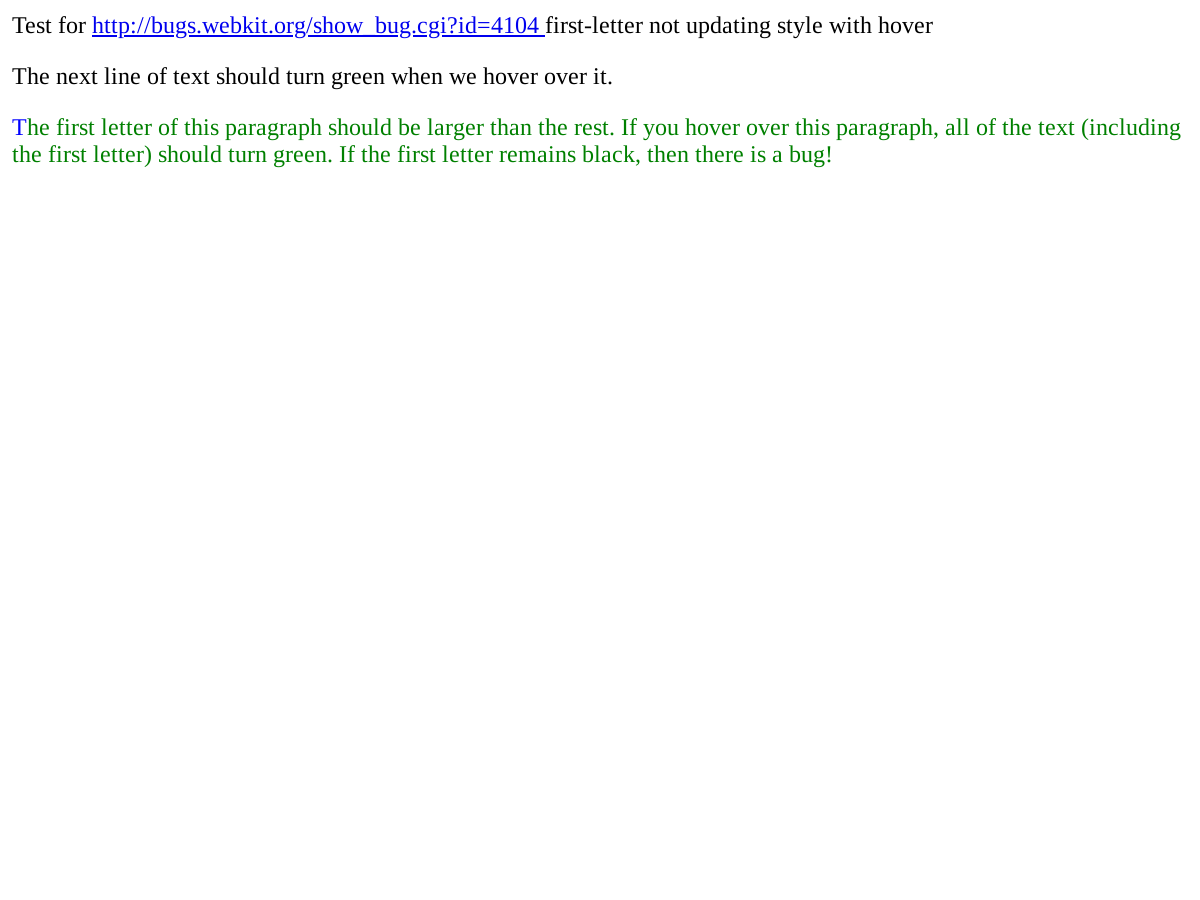 Test for http://bugs.webkit.org/show_bug.cgi?id=4104 first-letter not updating style with hover
The next line of text should turn green when we hover over it.
The first letter of this paragraph should be larger than the rest. If you hover over this paragraph, all of the text (including
the first letter) should turn green. If the first letter remains black, then there is a bug!